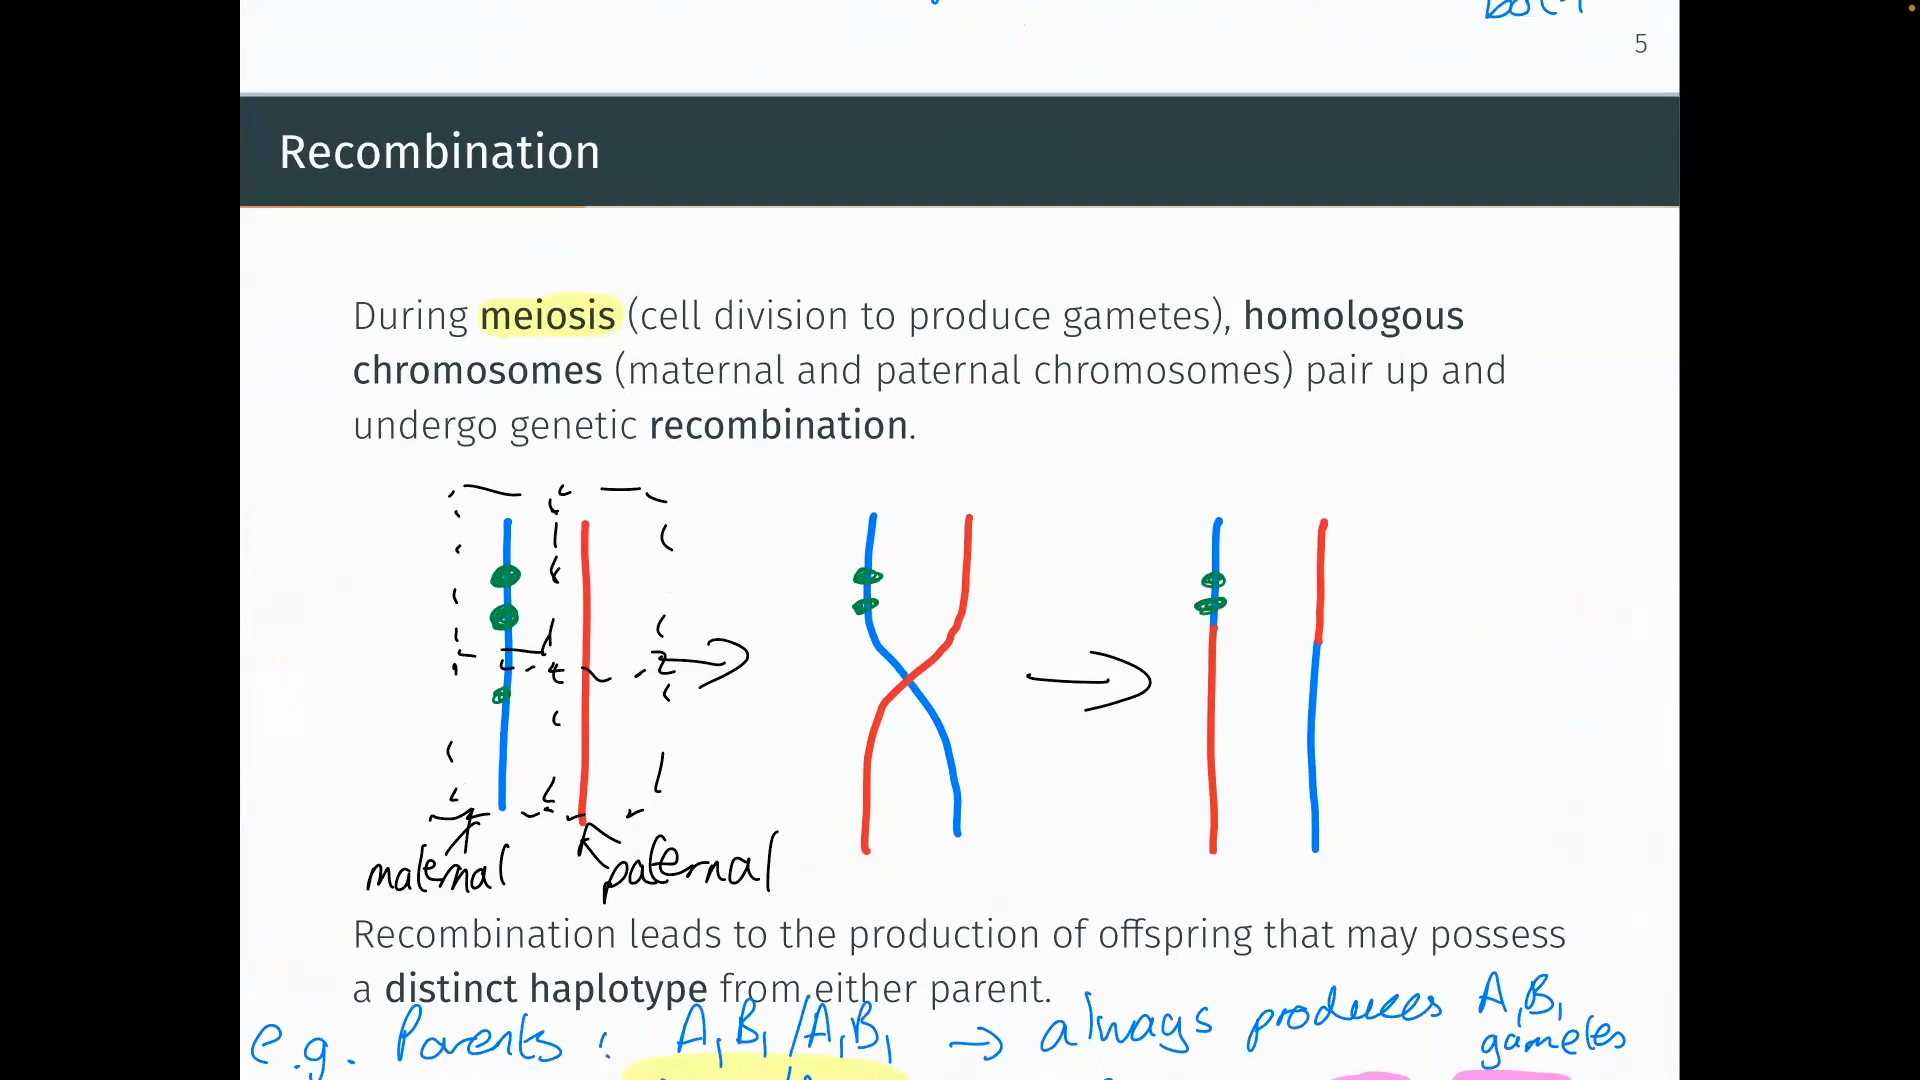 5
Recombination
During meiosis (cell division to produce gametes), homologous
chromosomes (maternal and paternal chromosomes) pair up and
undergo genetic recombination.
maternal paternal
Recombination leads to the production of offspring that may possess
a distinct haplotype from either parent.
e.g. Parents : A₁B₁/A₁B₁ → always produces A₁B₁
gametes